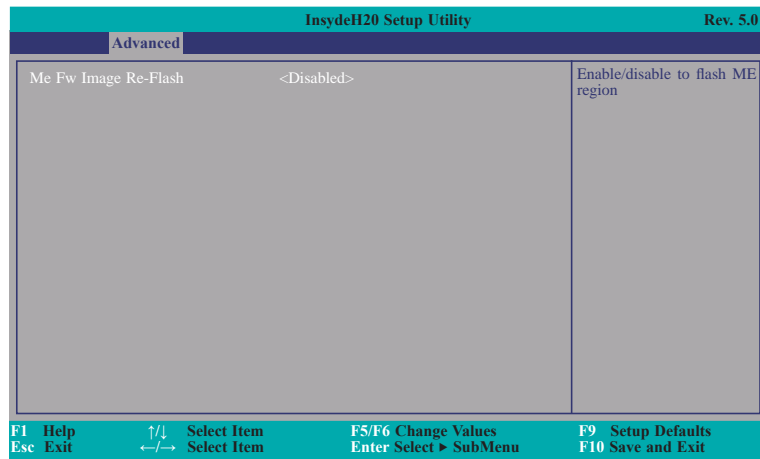 InsydeH20 Setup Utility Rev. 5.0
Advanced
Me Fw Image Re-Flash <Disabled>
Enable/disable to flash ME
region
F1 Help ↑/↓ Select Item F5/F6 Change Values F9 Setup Defaults
Esc Exit ←/→ Select Item Enter Select ► SubMenu F10 Save and Exit